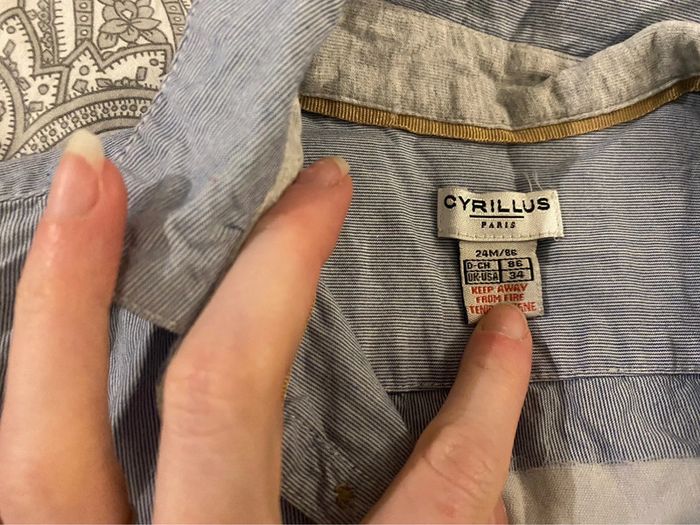 CYRILLUS
PARIS
24M/86
D-CH 86
UK-USA 34
KEEP AWAY
FROM FIRE